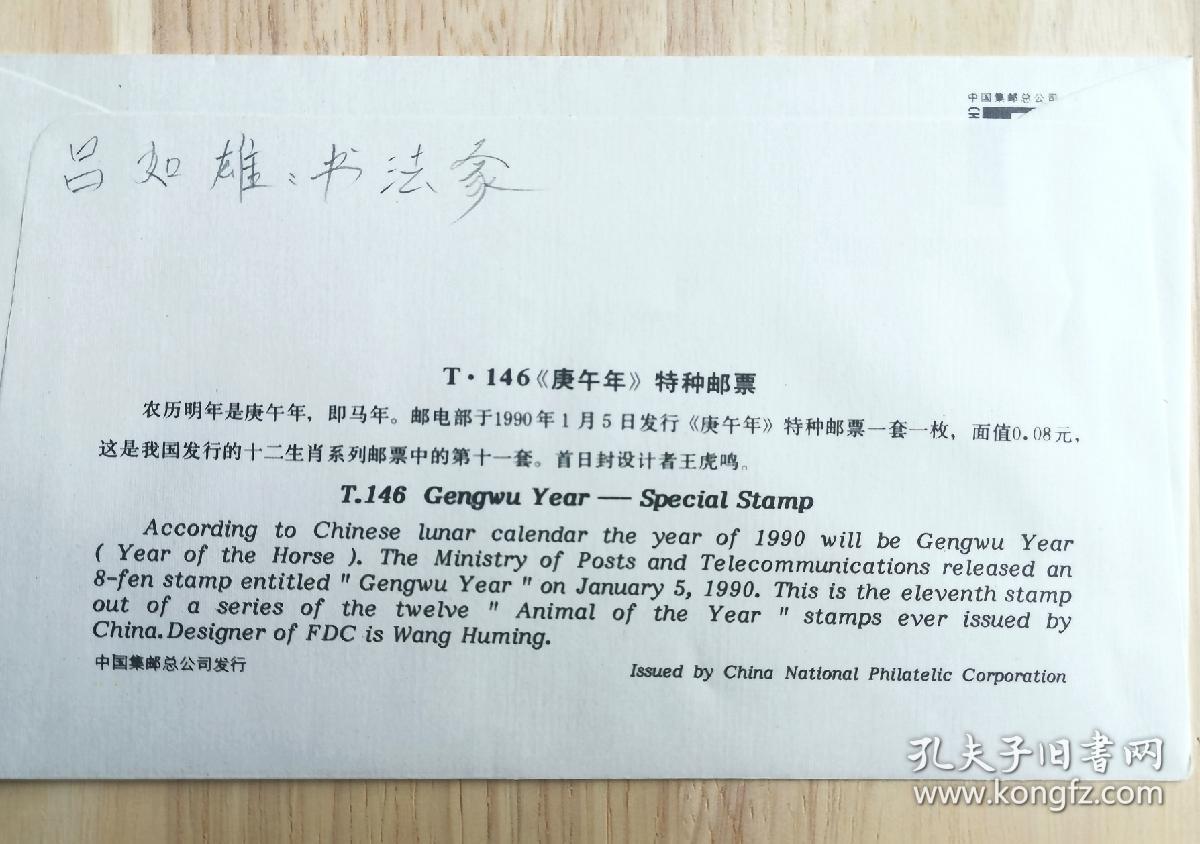 中国集邮总公司
吕如雄：书法家
T·146《庚午年》特种邮票
农历明年是庚午年，即马年。邮电部于1990年1月5日发行《庚午年》特种邮票一套一枚，面值0.08元，
这是我国发行的十二生肖系列邮票中的第十一套。首日封设计者王虎鸣。
T.146 Gengwu Year — Special Stamp
According to Chinese lunar calendar the year of 1990 will be Gengwu Year
( Year of the Horse ). The Ministry of Posts and Telecommunications released an
8-fen stamp entitled " Gengwu Year " on January 5, 1990. This is the eleventh stamp
out of a series of the twelve " Animal of the Year " stamps ever issued by
China.Designer of FDC is Wang Huming.
中国集邮总公司发行
Issued by China National Philatelic Corporation
孔夫子旧書网
www.kongfz.com